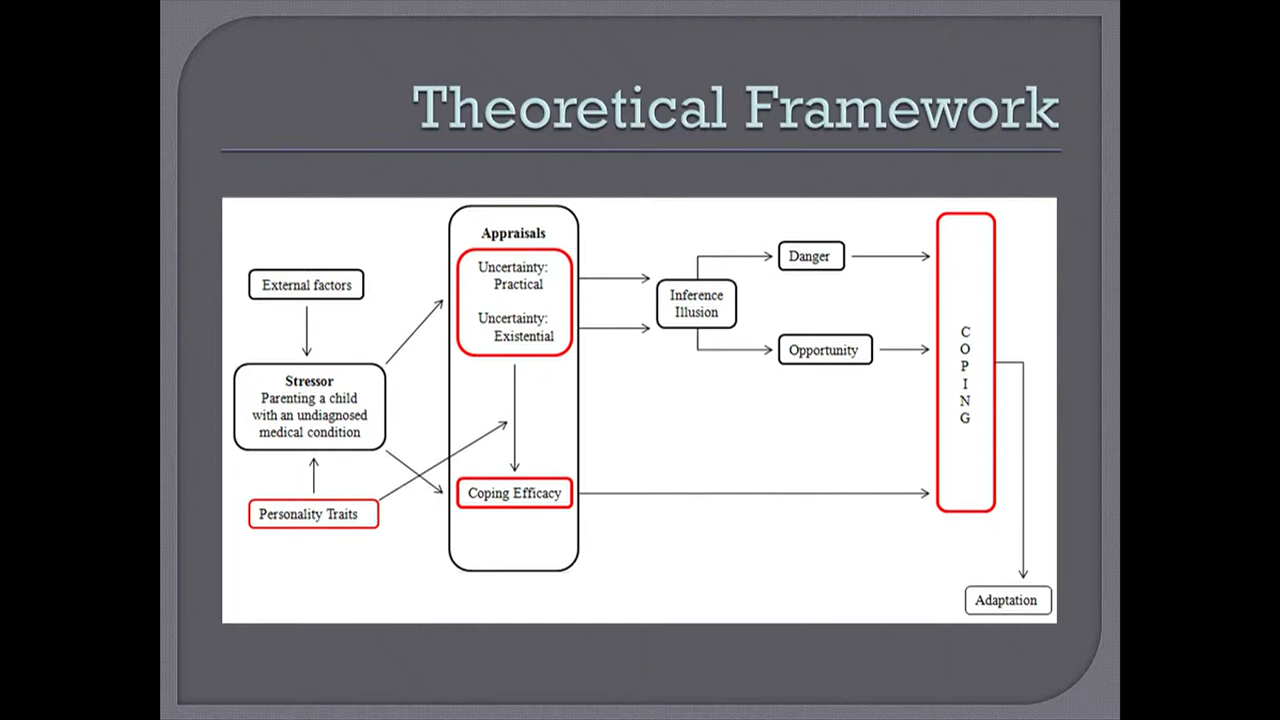 Theoretical Framework
External factors
Stressor
Parenting a child
with an undiagnosed
medical condition
Personality Traits
Appraisals
Uncertainty:
Practical
Uncertainty:
Existential
Coping Efficacy
Inference
Illusion
Danger
Opportunity
COPING
Adaptation